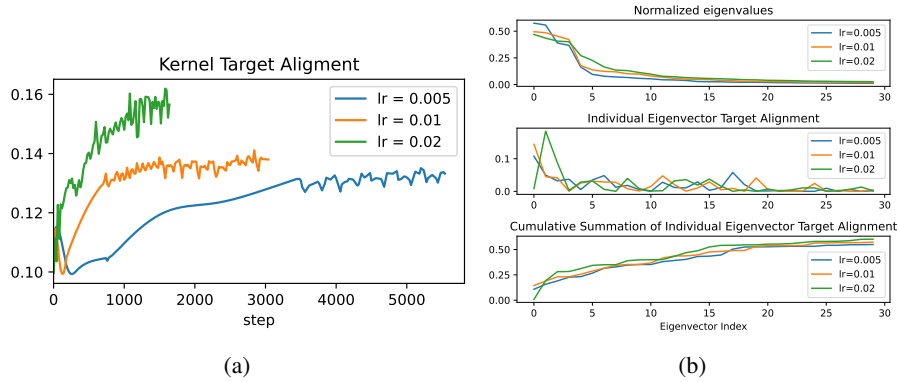 Kernel Target Aligment
0.16
0.14
0.12
0.10
lr = 0.005
lr = 0.01
lr = 0.02
0 1000 2000 3000 4000 5000
step
(a)
Normalized eigenvalues
0.50
0.25
0.00
lr=0.005
lr=0.01
lr=0.02
0 5 10 15 20 25 30
Individual Eigenvector Target Alignment
0.1
0.0
lr=0.005
lr=0.01
lr=0.02
0 5 10 15 20 25 30
Cumulative Summation of Individual Eigenvector Target Alignment
0.50
0.25
0.00
lr=0.005
lr=0.01
lr=0.02
0 5 10 15 20 25 30
Eigenvector Index
(b)